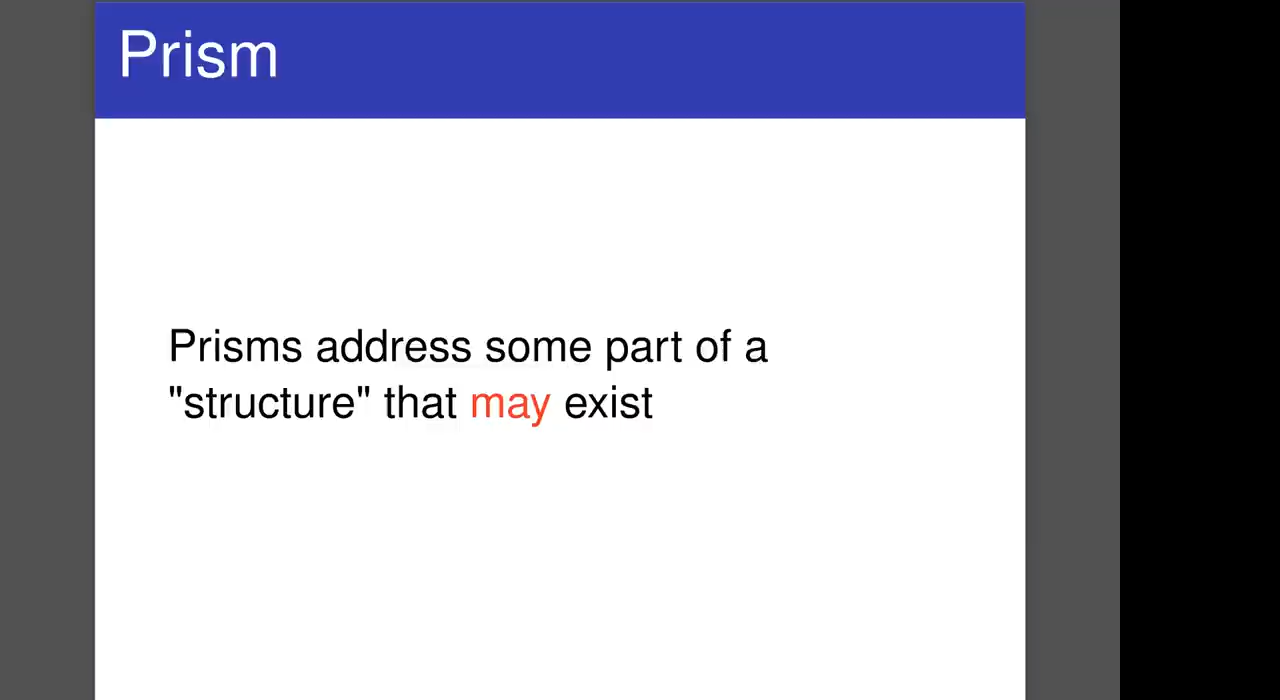 Prism
Prisms address some part of a
"structure" that may exist